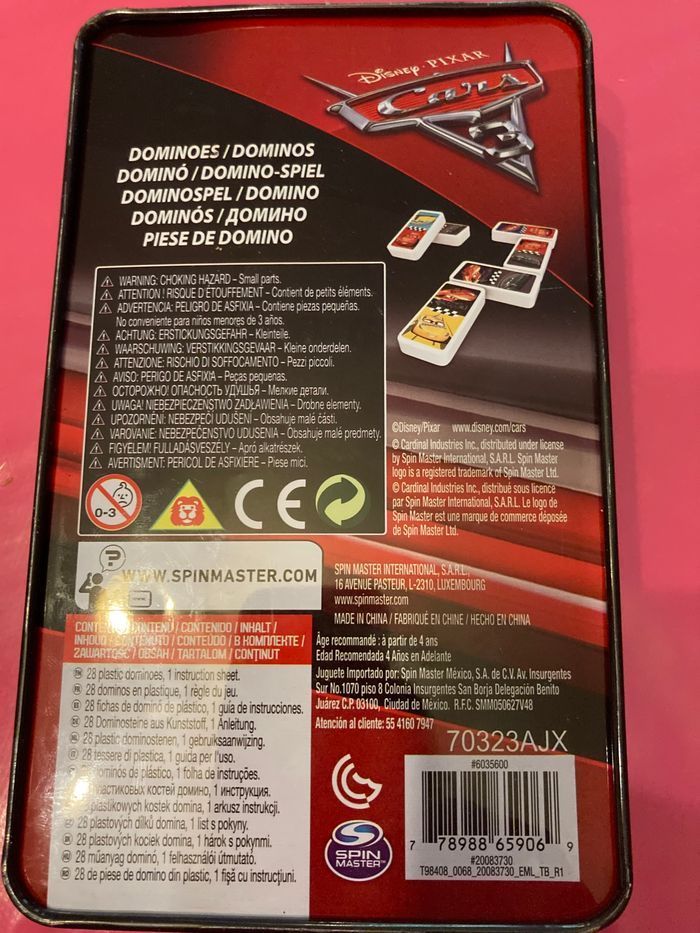 Disney PIXAR
Cars
3
DOMINOES / DOMINOS
DOMINÓ / DOMINO-SPIEL
DOMINOSPEL / DOMINO
DOMINÓS / ДОМИНО
PIESE DE DOMINO
WARNING: CHOKING HAZARD – Small parts.
ATTENTION ! RISQUE D'ÉTOUFFEMENT – Contient de petits éléments.
ADVERTENCIA: PELIGRO DE ASFIXIA – Contiene piezas pequeñas.
No conveniente para niños menores de 3 años.
ACHTUNG: ERSTICKUNGSGEFAHR – Kleinteile.
WAARSCHUWING: VERSTIKKINGSGEVAAR – Kleine onderdelen.
ATTENZIONE: RISCHIO DI SOFFOCAMENTO – Pezzi piccoli.
AVISO: PERIGO DE ASFIXIA – Peças pequenas.
ОСТОРОЖНО! ОПАСНОСТЬ УДУШЬЯ – Мелкие детали.
UWAGA! NIEBEZPIECZEŃSTWO ZADŁAWIENIA – Drobne elementy.
UPOZORNĚNÍ: NEBEZPEČÍ UDUŠENÍ – Obsahuje malé části.
VAROVANIE: NEBEZPEČENSTVO UDUSENIA – Obsahuje malé predmety.
FIGYELEM! FULLADÁSVESZÉLY – Apró alkatrészek.
AVERTISMENT: PERICOL DE ASFIXIERE – Piese mici.
0-3
CE
©Disney/Pixar www.disney.com/cars
© Cardinal Industries Inc., distributed under license
by Spin Master International, S.A.R.L. Spin Master
logo is a registered trademark of Spin Master Ltd.
© Cardinal Industries Inc., distribué sous licence
par Spin Master International, S.A.R.L. Le logo de
Spin Master est une marque de commerce déposée
de Spin Master Ltd.
WWW.SPINMASTER.COM
SPIN MASTER INTERNATIONAL, S.A.R.L.
16 AVENUE PASTEUR, L-2310, LUXEMBOURG
www.spinmaster.com
MADE IN CHINA / FABRIQUÉ EN CHINE / HECHO EN CHINA
Âge recommandé : à partir de 4 ans
Edad Recomendada 4 Años en Adelante
Juguete Importado por: Spin Master México, S.A. de C.V. Av. Insurgentes
Sur No.1070 piso 8 Colonia Insurgentes San Borja Delegación Benito
Juárez C.P. 03100, Ciudad de México. R.F.C. SMM050627V48
Atención al cliente: 55 4160 7947
CONTENTS / CONTENU / CONTENIDO / INHALT /
INHOUD / CONTENUTO / CONTEÚDO / В КОМПЛЕКТЕ /
ZAWARTOŚĆ / OBSAH / TARTALOM / CONȚINUT
28 plastic dominoes, 1 instruction sheet.
28 dominos en plastique, 1 règle du jeu.
28 fichas de dominó de plástico, 1 guía de instrucciones.
28 Dominosteine aus Kunststoff, 1 Anleitung.
28 plastic dominostenen, 1 gebruiksaanwijzing.
28 tessere di plastica, 1 guida per l'uso.
dominós de plástico, 1 folha de instruções.
пластиковых костей домино, 1 инструкция.
plastikowych kostek domina, 1 arkusz instrukcji.
28 plastových dílků domina, 1 list s pokyny.
28 plastových kociek domina, 1 hárok s pokynmi.
28 műanyag dominó, 1 felhasználói útmutató.
28 de piese de domino din plastic, 1 fișă cu instrucțiuni.
70323AJX
#6035600
7 78988 65906 9
#20083730
T98408_0068_20083730_EML_TB_R1
SPIN
MASTER